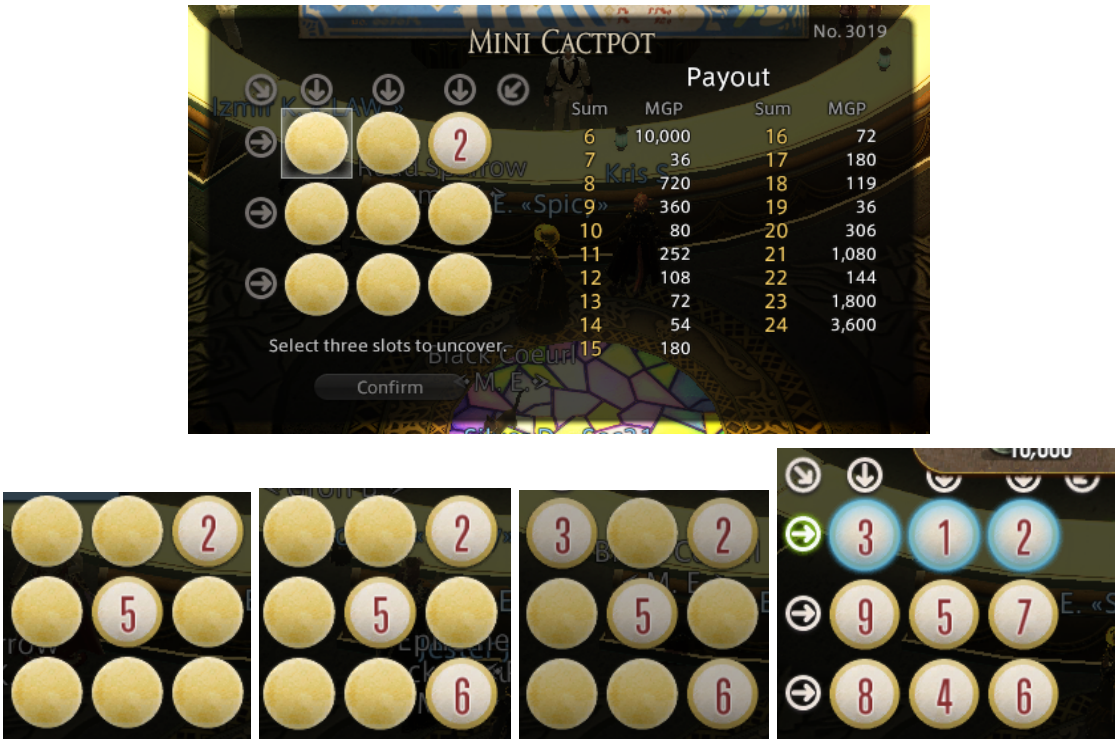 MINI CACTPOT
No. 3019
Payout
Sum MGP Sum MGP
6 10,000 16 72
7 36 17 180
8 720 18 119
9 360 19 36
10 80 20 306
11 252 21 1,080
12 108 22 144
13 72 23 1,800
14 54 24 3,600
15 180
2
Kris S.
E. «Spicy»
Select three slots to uncover.
Black Coeurl
« M. E. »
Confirm
10,000
2
5
2
5
6
3 2
5
6
3 1 2
9 5 7
8 4 6